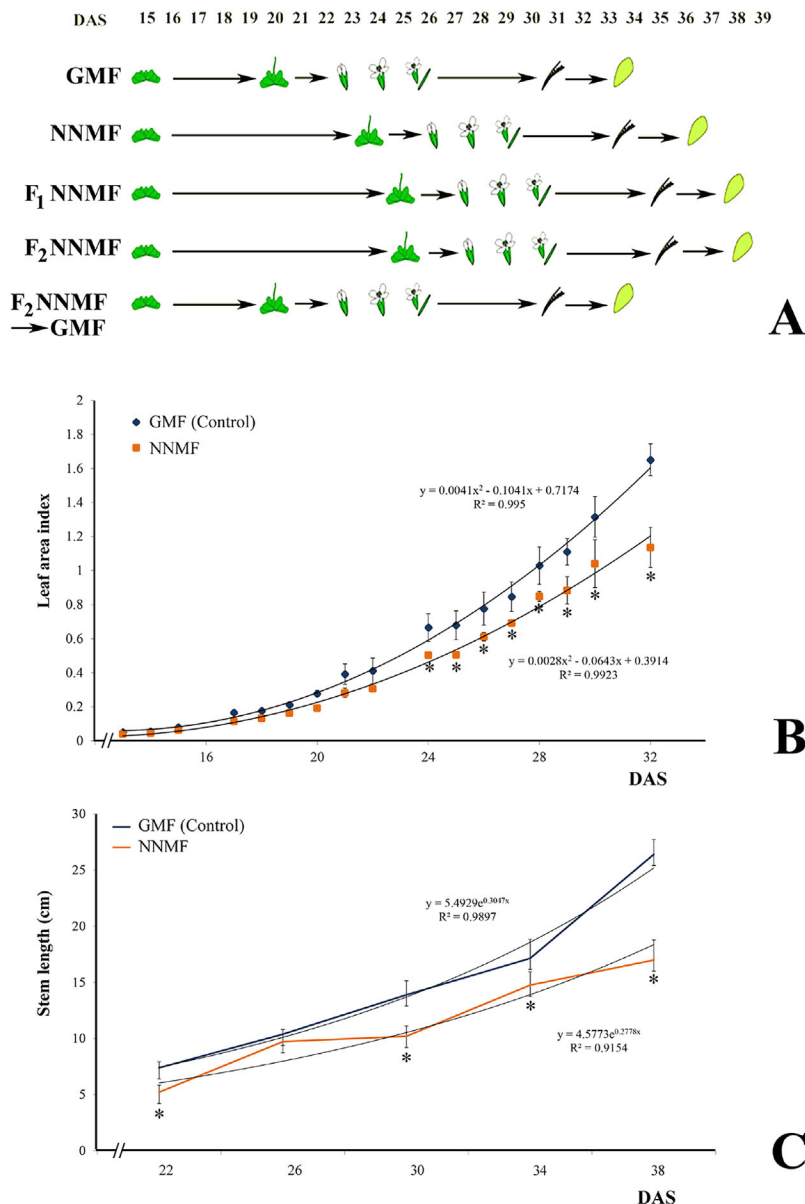 DAS 15 16 17 18 19 20 21 22 23 24 25 26 27 28 29 30 31 32 33 34 35 36 37 38 39
GMF
NNMF
F₁ NNMF
F₂ NNMF
F₂ NNMF
→GMF
A
2
1.8
1.6
1.4
1.2
1
0.8
0.6
0.4
0.2
0
Leaf area index
GMF (Control)
NNMF
y = 0.0041x² - 0.1041x + 0.7174
R² = 0.995
y = 0.0028x² - 0.0643x + 0.3914
R² = 0.9923
* * * * * * * *
16 20 24 28 32
DAS
B
30
25
20
15
10
5
0
Stem length (cm)
GMF (Control)
NNMF
y = 5.4929e^0.3047x
R² = 0.9897
y = 4.5773e^0.2778x
R² = 0.9154
* * * *
22 26 30 34 38
DAS
C